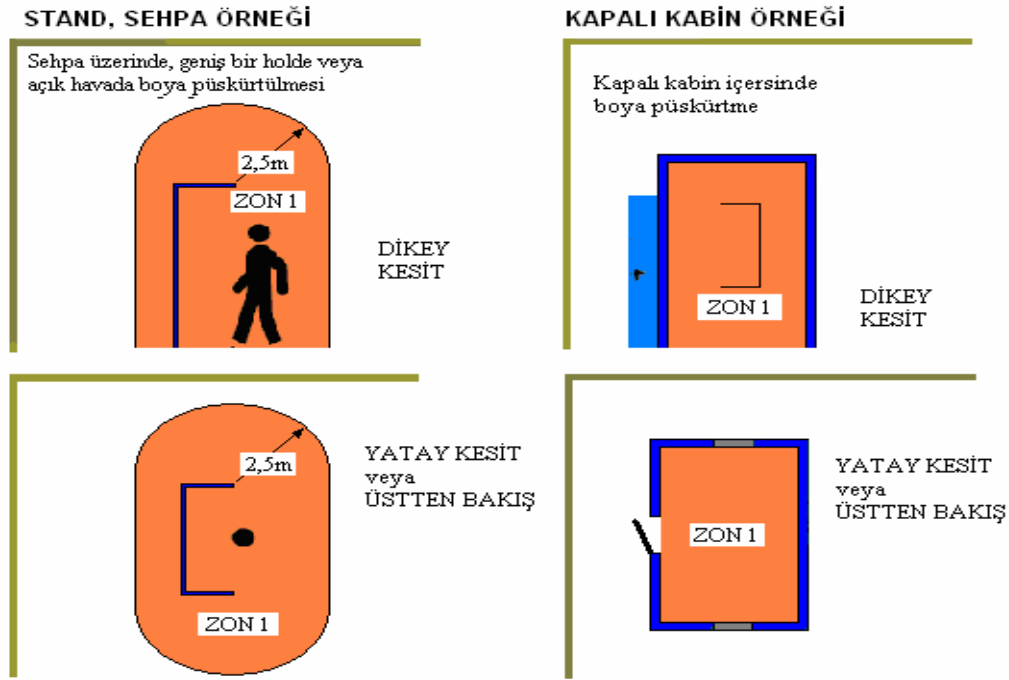 STAND, SEHPA ÖRNEĞİ
Sehpa üzerinde, geniş bir holde veya
açık havada boya püskürtülmesi
2,5m
ZON 1
DİKEY
KESİT
KAPALI KABİN ÖRNEĞİ
Kapalı kabin içersinde
boya püskürtme
ZON 1
DİKEY
KESİT
2,5m
ZON 1
YATAY KESİT
veya
ÜSTTEN BAKIŞ
ZON 1
YATAY KESİT
veya
ÜSTTEN BAKIŞ